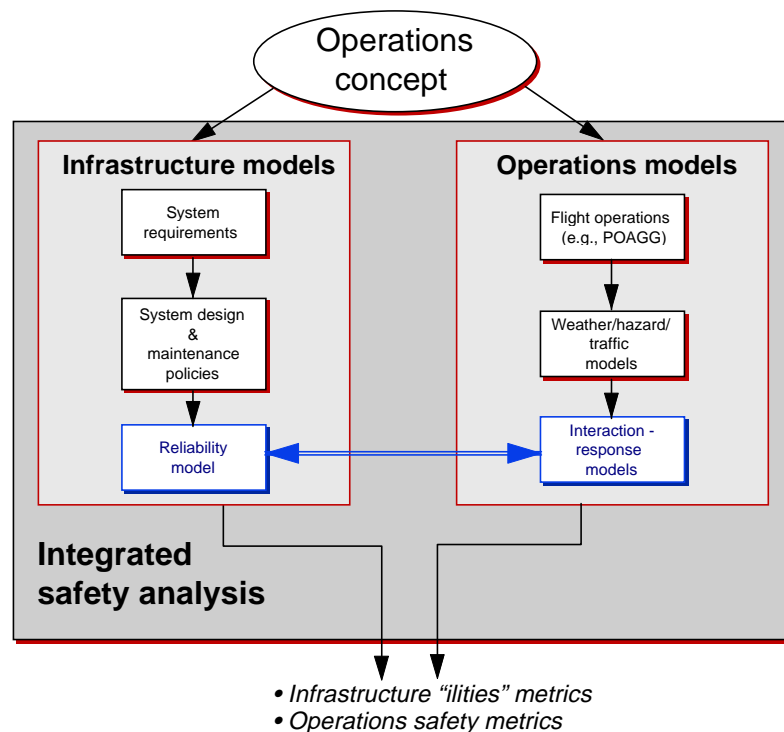 Operations
concept
Infrastructure models
System
requirements
System design
&
maintenance
policies
Reliability
model
Operations models
Flight operations
(e.g., POAGG)
Weather/hazard/
traffic
models
Interaction -
response
models
Integrated
safety analysis
• Infrastructure “ilities” metrics
• Operations safety metrics